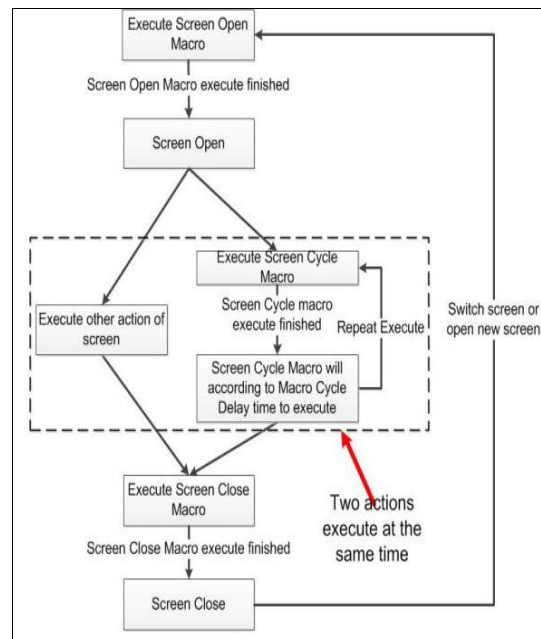 Execute Screen Open
Macro
Screen Open Macro execute finished
Screen Open
Execute Screen Cycle
Macro
Execute other action of
screen
Screen Cycle macro
execute finished
Repeat Execute
Switch screen or
open new screen
Screen Cycle Macro will
according to Macro Cycle
Delay time to execute
Execute Screen Close
Macro
Two actions
execute at the
same time
Screen Close Macro execute finished
Screen Close